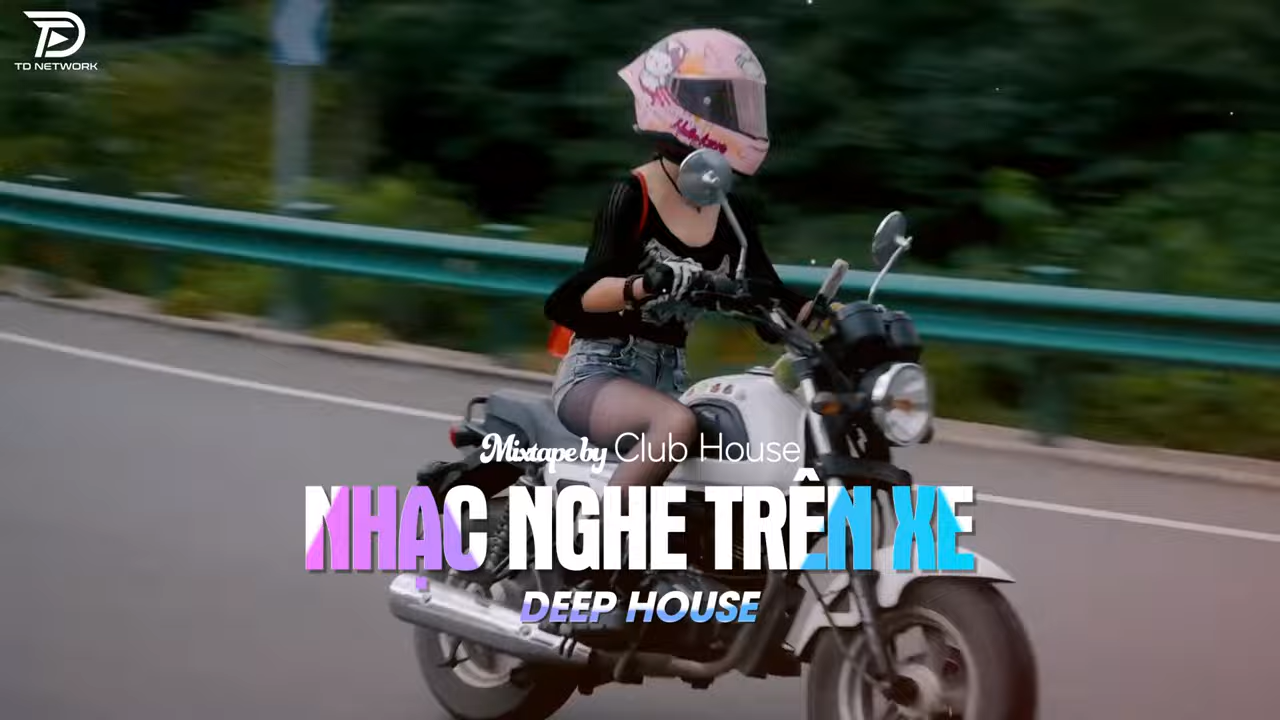 TD NETWORK
Mixtape by Club House
NHẠC NGHE TRÊN XE
DEEP HOUSE